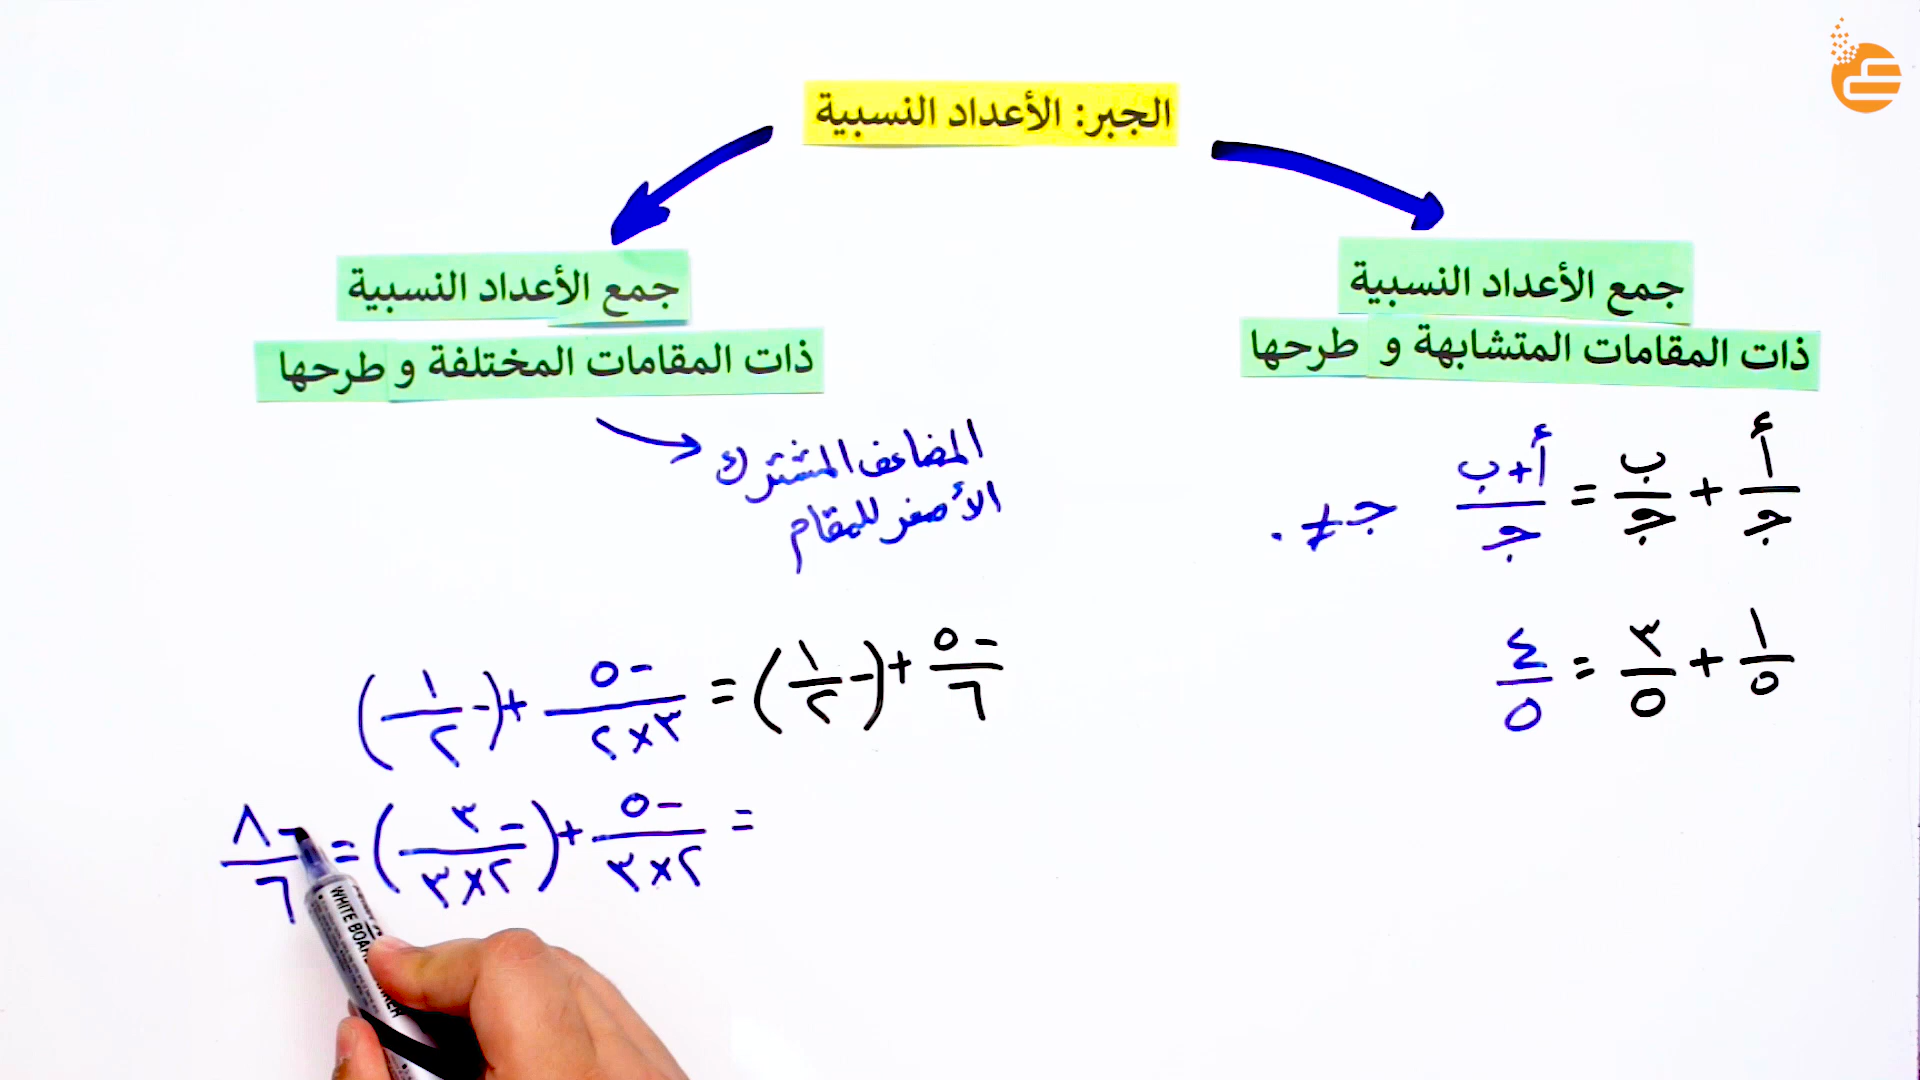 الجبر: الأعداد النسبية
جمع الأعداد النسبية
ذات المقامات المتشابهة و طرحها
أ/جـ + ب/جـ = أ+ب/جـ جـ ≠ ٠
١/٥ + ٣/٥ = ٤/٥
جمع الأعداد النسبية
ذات المقامات المختلفة و طرحها
المضاعف المشترك
الأصغر للمقام
-٥/٦ + (-١/٢) = -٥/٣×٢ + (-١/٢)
= -٥/٢×٣ + (-٣/٢×٣) = -٨/٦
WHITE BOARD